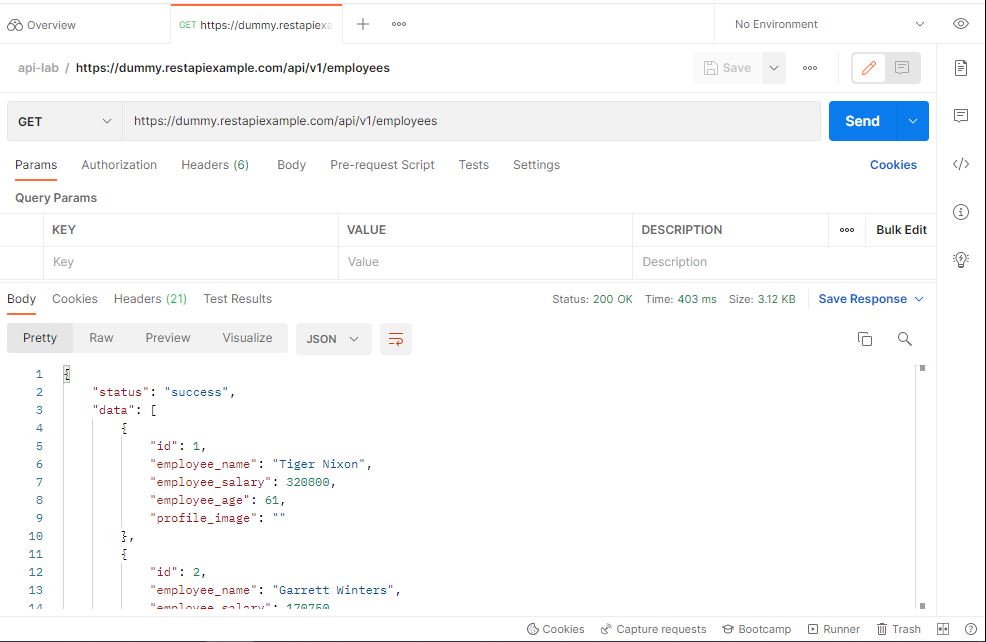 Overview
GET https://dummy.restapiexa
No Environment
api-lab / https://dummy.restapiexample.com/api/v1/employees
Save
GET
https://dummy.restapiexample.com/api/v1/employees
Send
Params Authorization Headers (6) Body Pre-request Script Tests Settings Cookies
Query Params
KEY VALUE DESCRIPTION Bulk Edit
Key Value Description
Body Cookies Headers (21) Test Results Status: 200 OK Time: 403 ms Size: 3.12 KB Save Response
Pretty Raw Preview Visualize JSON
1 {
2 "status": "success",
3 "data": [
4 {
5 "id": 1,
6 "employee_name": "Tiger Nixon",
7 "employee_salary": 320800,
8 "employee_age": 61,
9 "profile_image": ""
10 },
11 {
12 "id": 2,
13 "employee_name": "Garrett Winters",
14 "employee_salary": 170750,
Cookies Capture requests Bootcamp Runner Trash